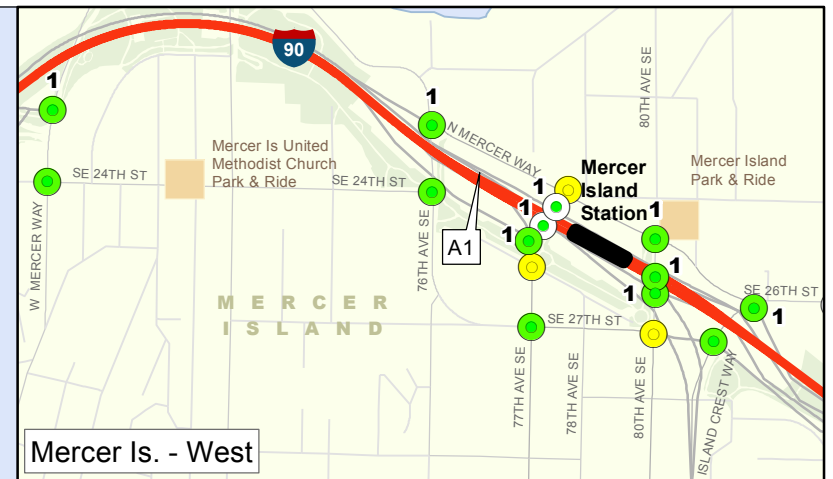 90
1
1
N MERCER WAY
80TH AVE SE
Mercer Is United
Methodist Church
Park & Ride
Mercer
Island
Station
Mercer Island
Park & Ride
SE 24TH ST
SE 24TH ST
1
1
1
1
W MERCER WAY
76TH AVE SE
A1
1
1
1
SE 26TH ST
MERCER
ISLAND
SE 27TH ST
77TH AVE SE
78TH AVE SE
80TH AVE SE
ISLAND CREST WAY
Mercer Is. - West